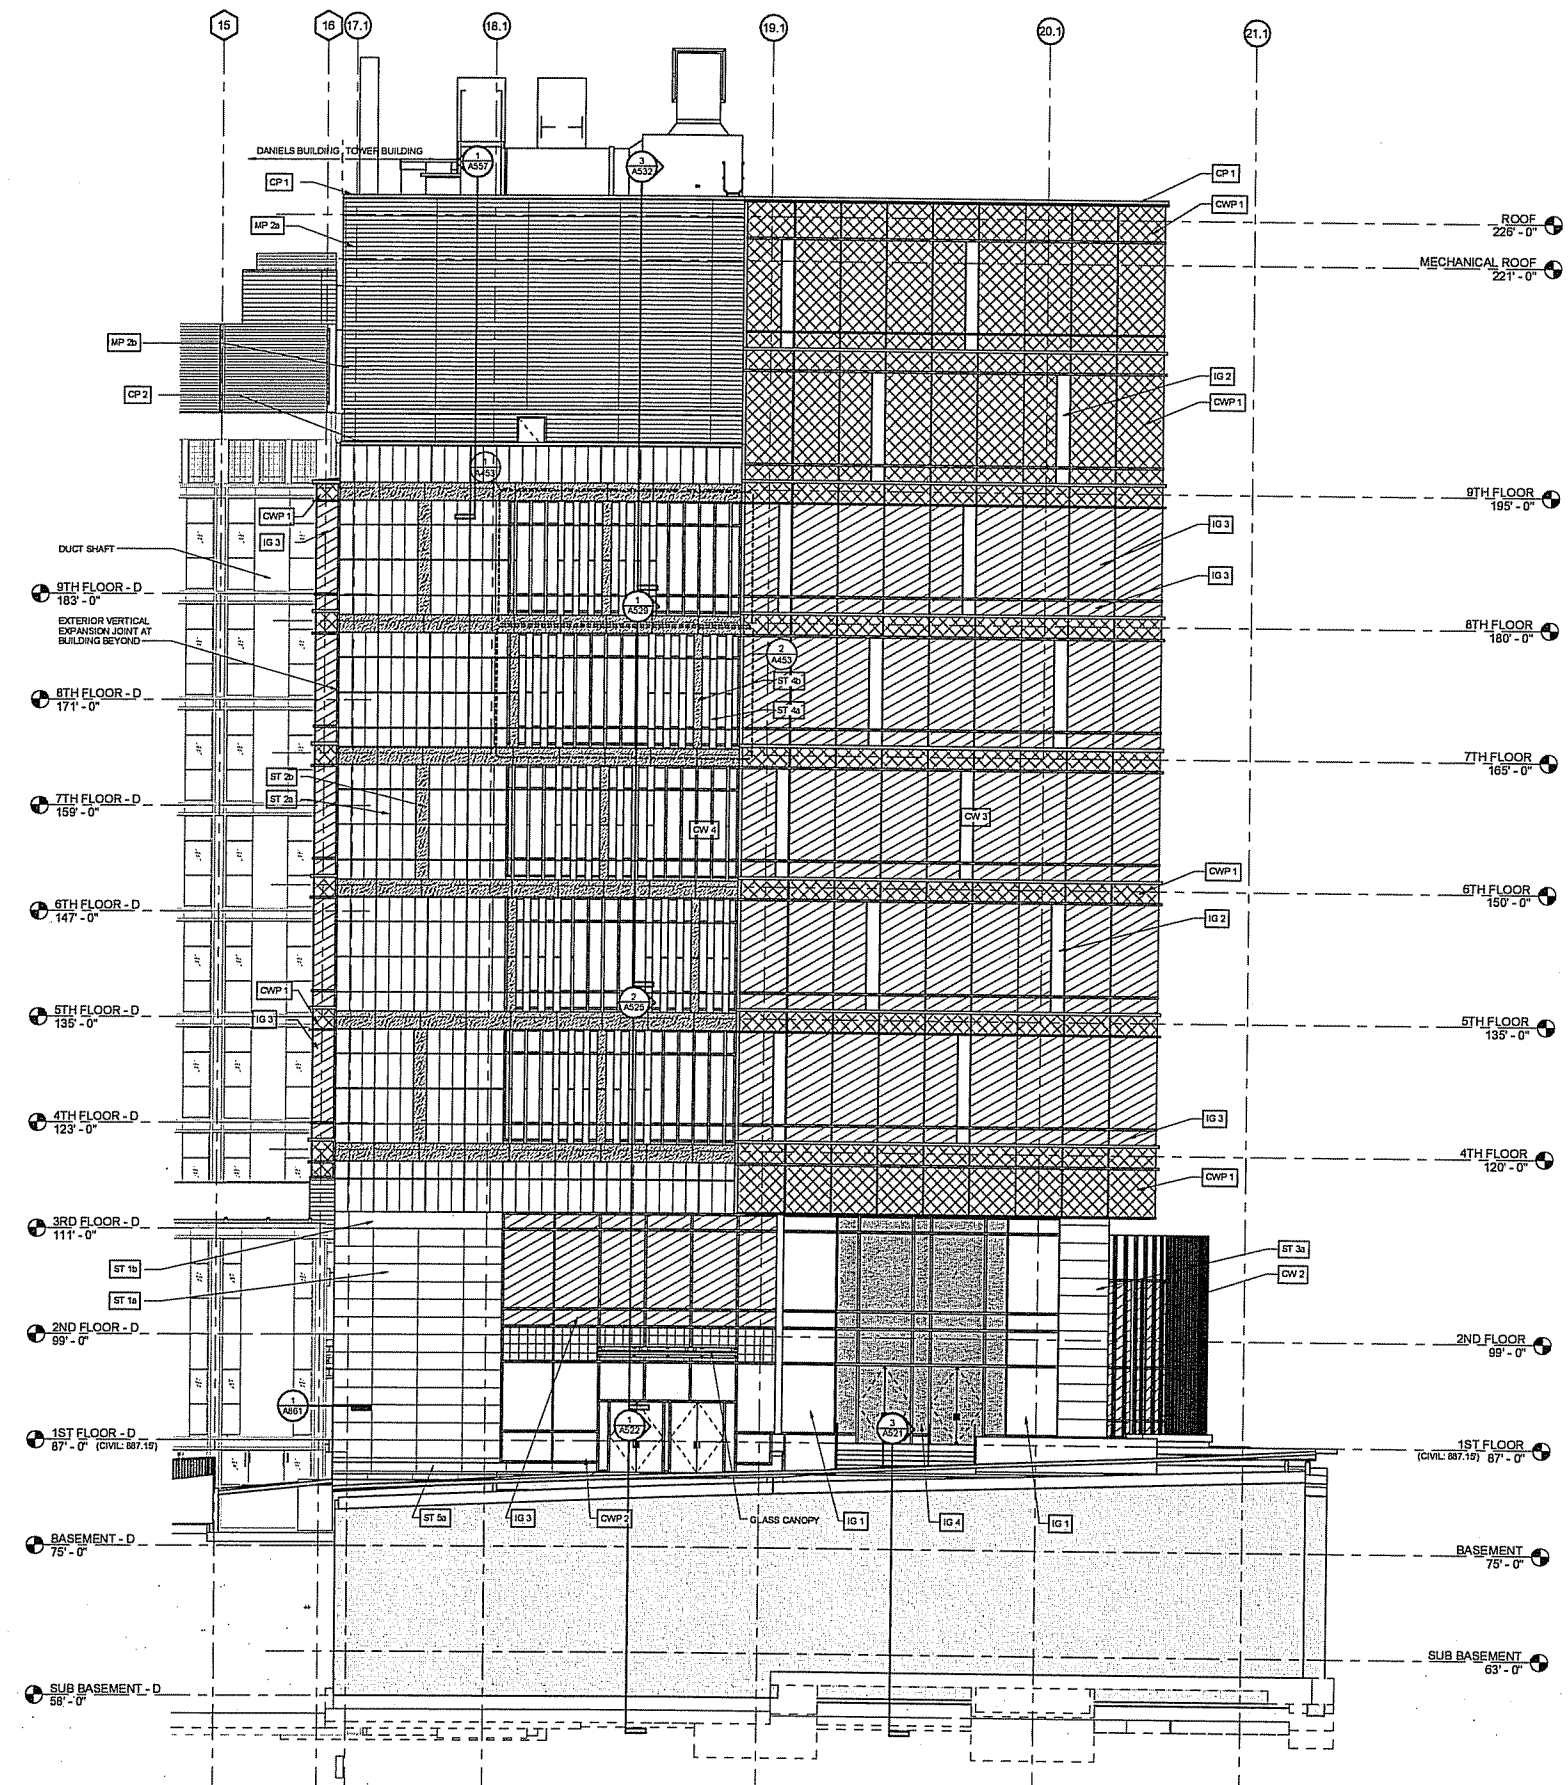 15
16
17.1
18.1
19.1
20.1
21.1
DANIELS BUILDING
TOWER BUILDING
1
A557
3
A532
CP 1
CP 1
CWP 1
MP 2a
ROOF
226' - 0"
MECHANICAL ROOF
221' - 0"
MP 2b
CP 2
IG 2
CWP 1
1
A453
9TH FLOOR
195' - 0"
CWP 1
IG 3
IG 3
DUCT SHAFT
IG 3
9TH FLOOR - D
183' - 0"
1
A529
EXTERIOR VERTICAL
EXPANSION JOINT AT
BUILDING BEYOND
8TH FLOOR
180' - 0"
2
A453
ST 4b
ST 4a
8TH FLOOR - D
171' - 0"
7TH FLOOR
165' - 0"
ST 2b
ST 2a
7TH FLOOR - D
159' - 0"
CW 4
CW 3
CWP 1
6TH FLOOR
150' - 0"
6TH FLOOR - D
147' - 0"
IG 2
CWP 1
IG 3
2
A525
5TH FLOOR - D
135' - 0"
5TH FLOOR
135' - 0"
4TH FLOOR - D
123' - 0"
IG 3
4TH FLOOR
120' - 0"
CWP 1
3RD FLOOR - D
111' - 0"
ST 1b
ST 1a
ST 3a
CW 2
2ND FLOOR - D
99' - 0"
2ND FLOOR
99' - 0"
1
A861
1
A522
3
A521
1ST FLOOR - D
87' - 0" (CIVIL: 887.15')
1ST FLOOR
(CIVIL: 887.15') 87' - 0"
ST 5a
IG 3
CWP 2
GLASS CANOPY
IG 1
IG 4
IG 1
BASEMENT - D
75' - 0"
BASEMENT
75' - 0"
SUB BASEMENT
63' - 0"
SUB BASEMENT - D
58' - 0"